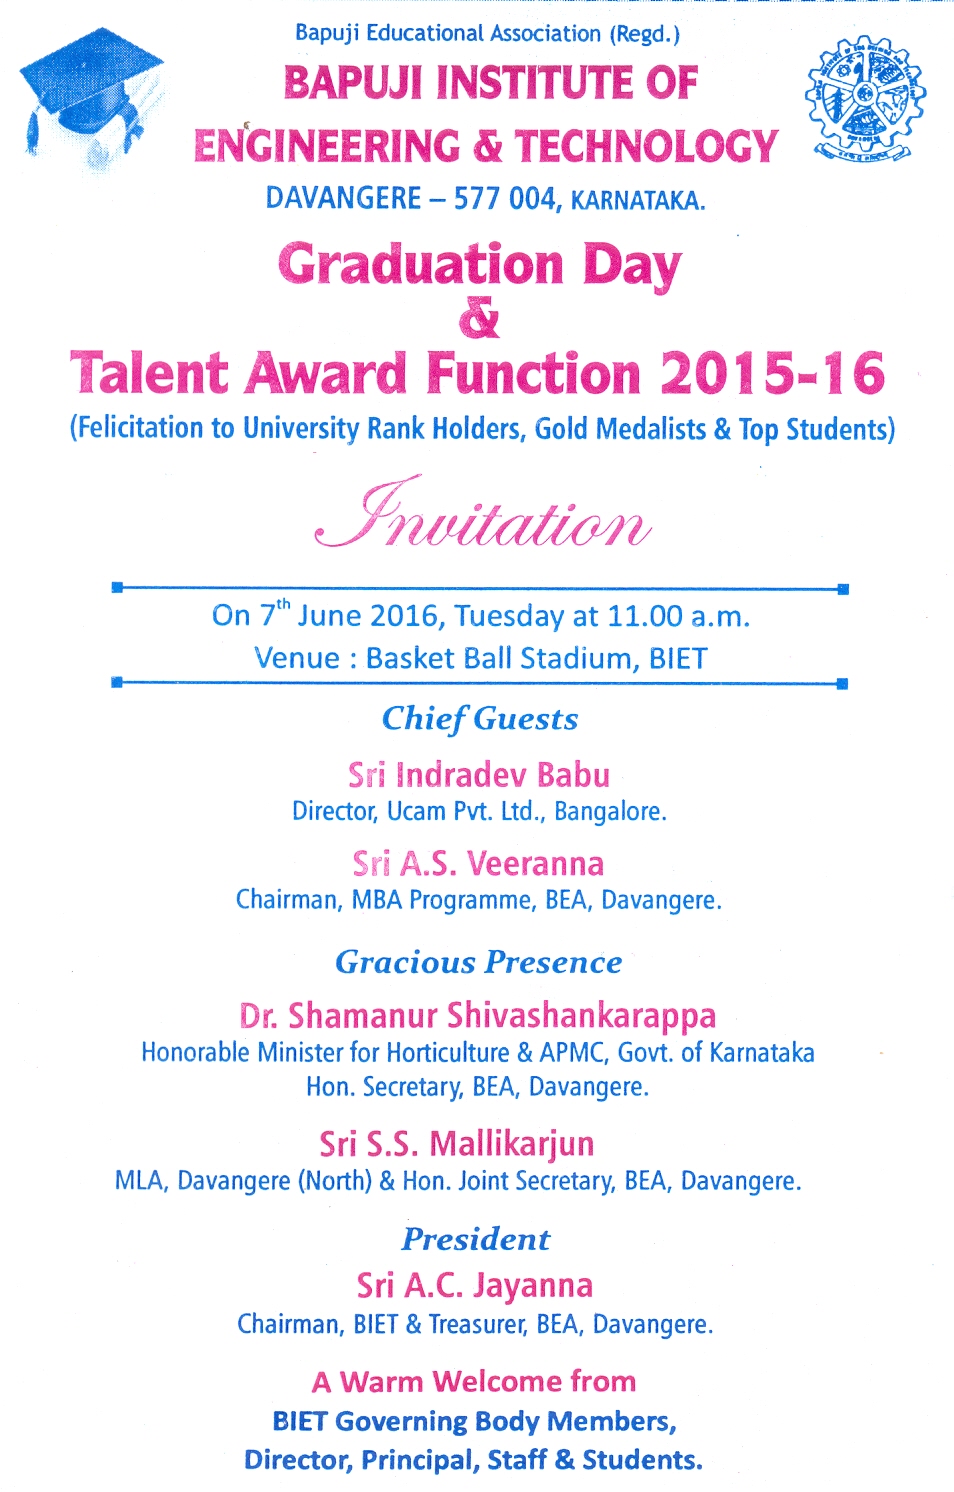 Bapuji Educational Association (Regd.)
BAPUJI INSTITUTE OF
ENGINEERING & TECHNOLOGY
DAVANGERE – 577 004, KARNATAKA.
Graduation Day
&
Talent Award Function 2015-16
(Felicitation to University Rank Holders, Gold Medalists & Top Students)
Invitation
On 7th June 2016, Tuesday at 11.00 a.m.
Venue : Basket Ball Stadium, BIET
Chief Guests
Sri Indradev Babu
Director, Ucam Pvt. Ltd., Bangalore.
Sri A.S. Veeranna
Chairman, MBA Programme, BEA, Davangere.
Gracious Presence
Dr. Shamanur Shivashankarappa
Honorable Minister for Horticulture & APMC, Govt. of Karnataka
Hon. Secretary, BEA, Davangere.
Sri S.S. Mallikarjun
MLA, Davangere (North) & Hon. Joint Secretary, BEA, Davangere.
President
Sri A.C. Jayanna
Chairman, BIET & Treasurer, BEA, Davangere.
A Warm Welcome from
BIET Governing Body Members,
Director, Principal, Staff & Students.